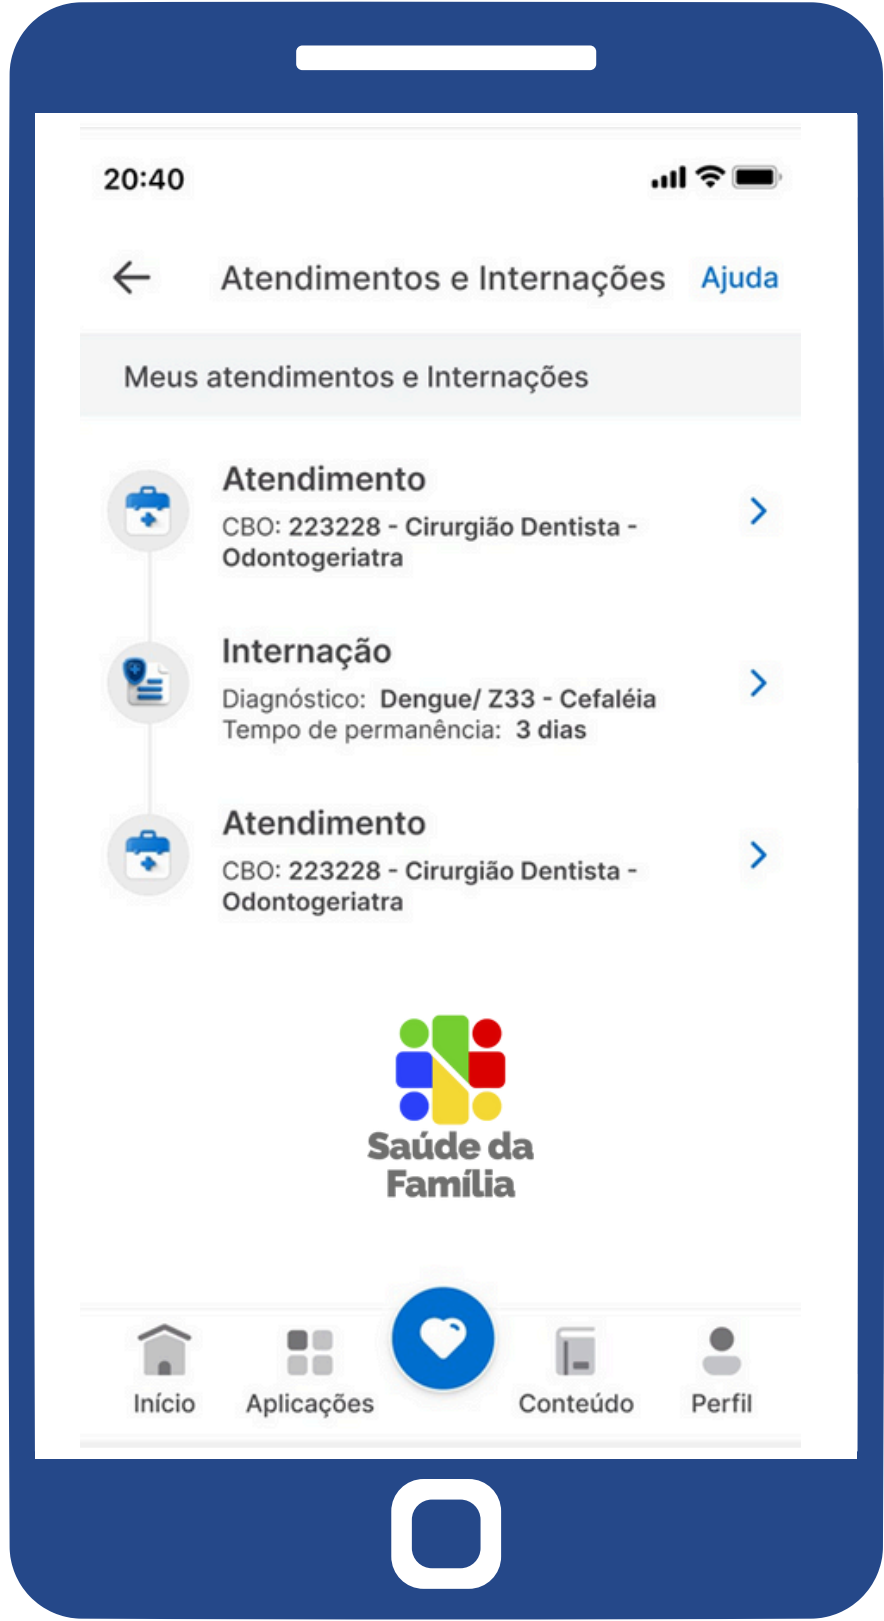 20:40
Atendimentos e Internações Ajuda
Meus atendimentos e Internações
Atendimento
CBO: 223228 - Cirurgião Dentista -
Odontogeriatra
Internação
Diagnóstico: Dengue/ Z33 - Cefaléia
Tempo de permanência: 3 dias
Atendimento
CBO: 223228 - Cirurgião Dentista -
Odontogeriatra
Saúde da
Família
Início Aplicações Conteúdo Perfil